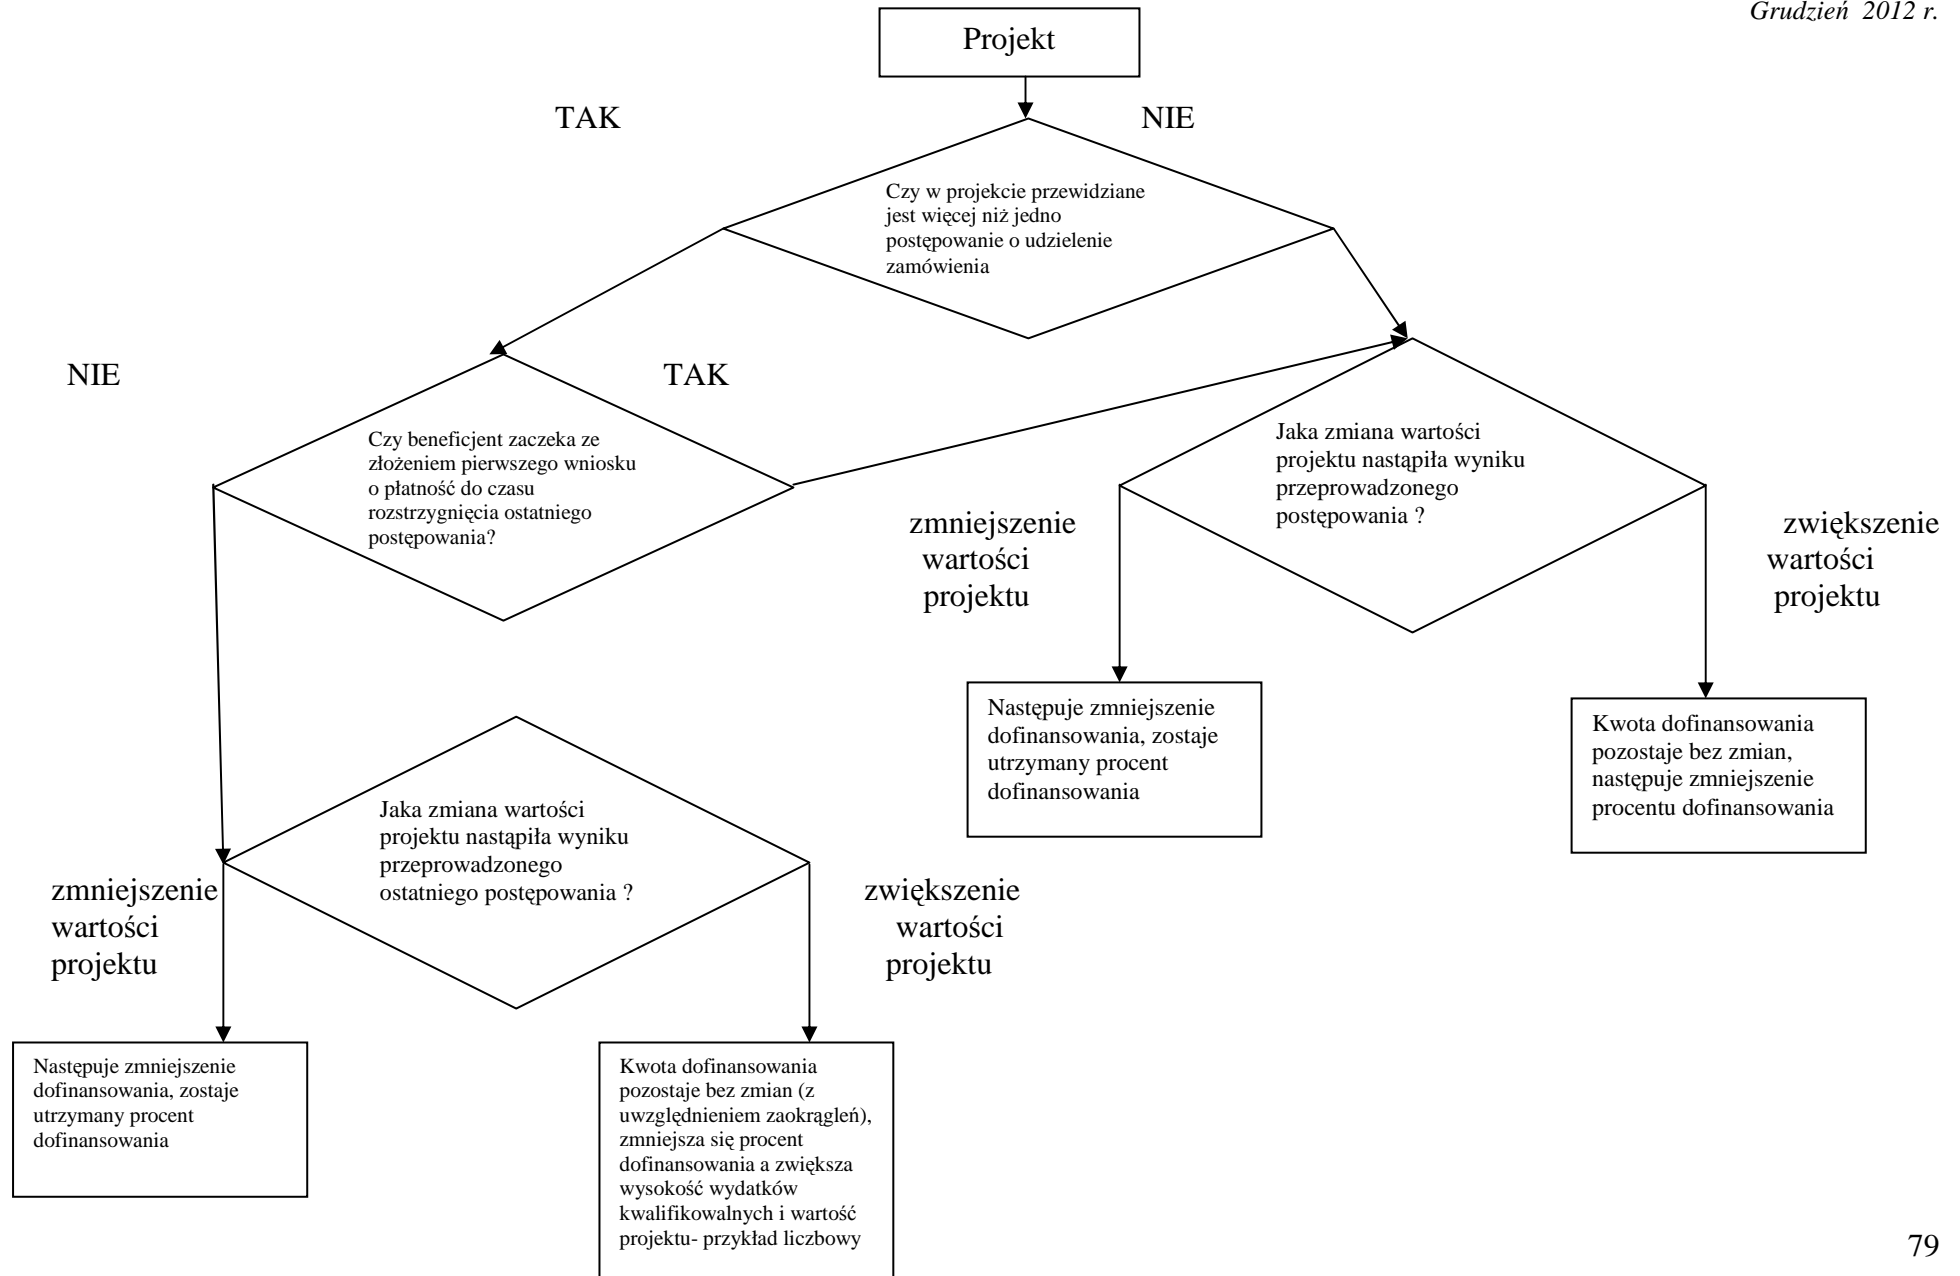 Grudzień 2012 r.
Projekt
TAK
NIE
Czy w projekcie przewidziane
jest więcej niż jedno
postępowanie o udzielenie
zamówienia
NIE
TAK
Czy beneficjent zaczeka ze
złożeniem pierwszego wniosku
o płatność do czasu
rozstrzygnięcia ostatniego
postępowania?
Jaka zmiana wartości
projektu nastąpiła wyniku
przeprowadzonego
postępowania ?
zmniejszenie
wartości
projektu
zwiększenie
wartości
projektu
Następuje zmniejszenie
dofinansowania, zostaje
utrzymany procent
dofinansowania
Kwota dofinansowania
pozostaje bez zmian,
następuje zmniejszenie
procentu dofinansowania
Jaka zmiana wartości
projektu nastąpiła wyniku
przeprowadzonego
ostatniego postępowania ?
zmniejszenie
wartości
projektu
zwiększenie
wartości
projektu
Następuje zmniejszenie
dofinansowania, zostaje
utrzymany procent
dofinansowania
Kwota dofinansowania
pozostaje bez zmian (z
uwzględnieniem zaokrągleń),
zmniejsza się procent
dofinansowania a zwiększa
wysokość wydatków
kwalifikowalnych i wartość
projektu- przykład liczbowy
79